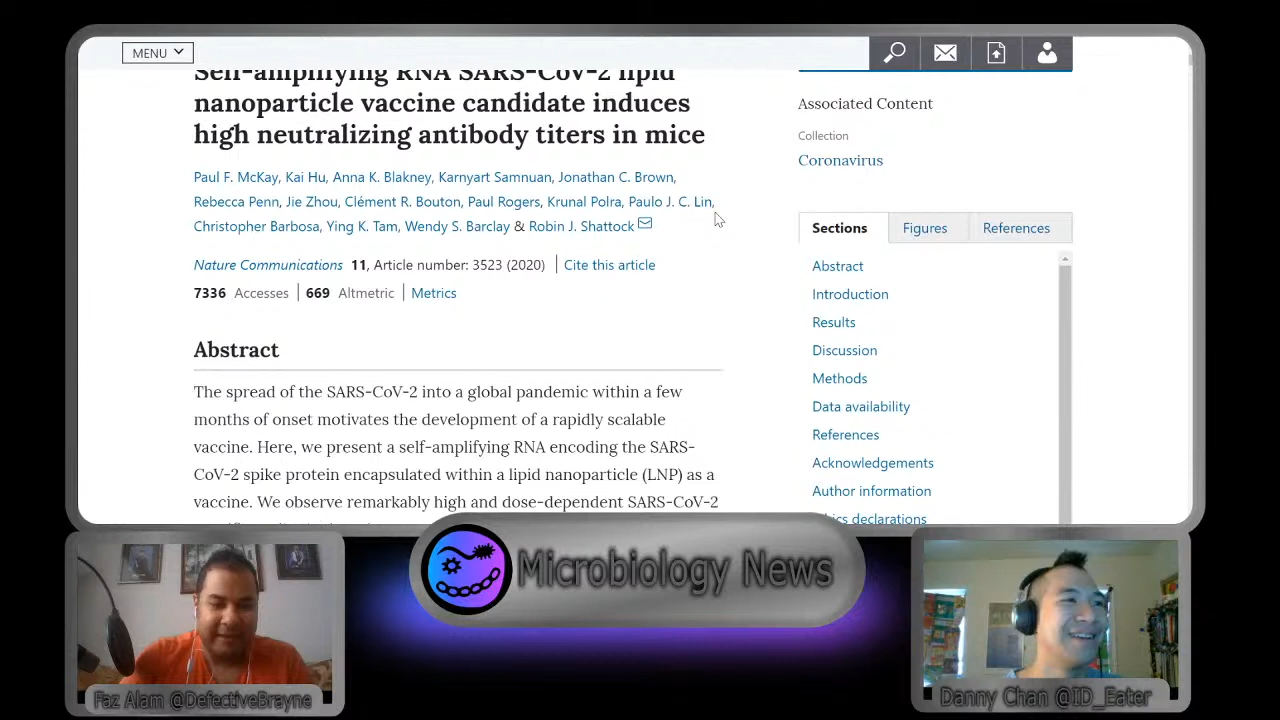 MENU
Self-amplifying RNA SARS-CoV-2 lipid
nanoparticle vaccine candidate induces
high neutralizing antibody titers in mice
Paul F. McKay, Kai Hu, Anna K. Blakney, Karnyart Samnuan, Jonathan C. Brown,
Rebecca Penn, Jie Zhou, Clément R. Bouton, Paul Rogers, Krunal Polra, Paulo J. C. Lin,
Christopher Barbosa, Ying K. Tam, Wendy S. Barclay & Robin J. Shattock
Nature Communications 11, Article number: 3523 (2020) | Cite this article
7336 Accesses | 669 Altmetric | Metrics
Abstract
The spread of the SARS-CoV-2 into a global pandemic within a few
months of onset motivates the development of a rapidly scalable
vaccine. Here, we present a self-amplifying RNA encoding the SARS-
CoV-2 spike protein encapsulated within a lipid nanoparticle (LNP) as a
vaccine. We observe remarkably high and dose-dependent SARS-CoV-2
Associated Content
Collection
Coronavirus
Sections
Figures
References
Abstract
Introduction
Results
Discussion
Methods
Data availability
References
Acknowledgements
Author information
Ethics declarations
Microbiology News
Faz Alam @DefectiveBrayne
Danny Chan @ID_Eater